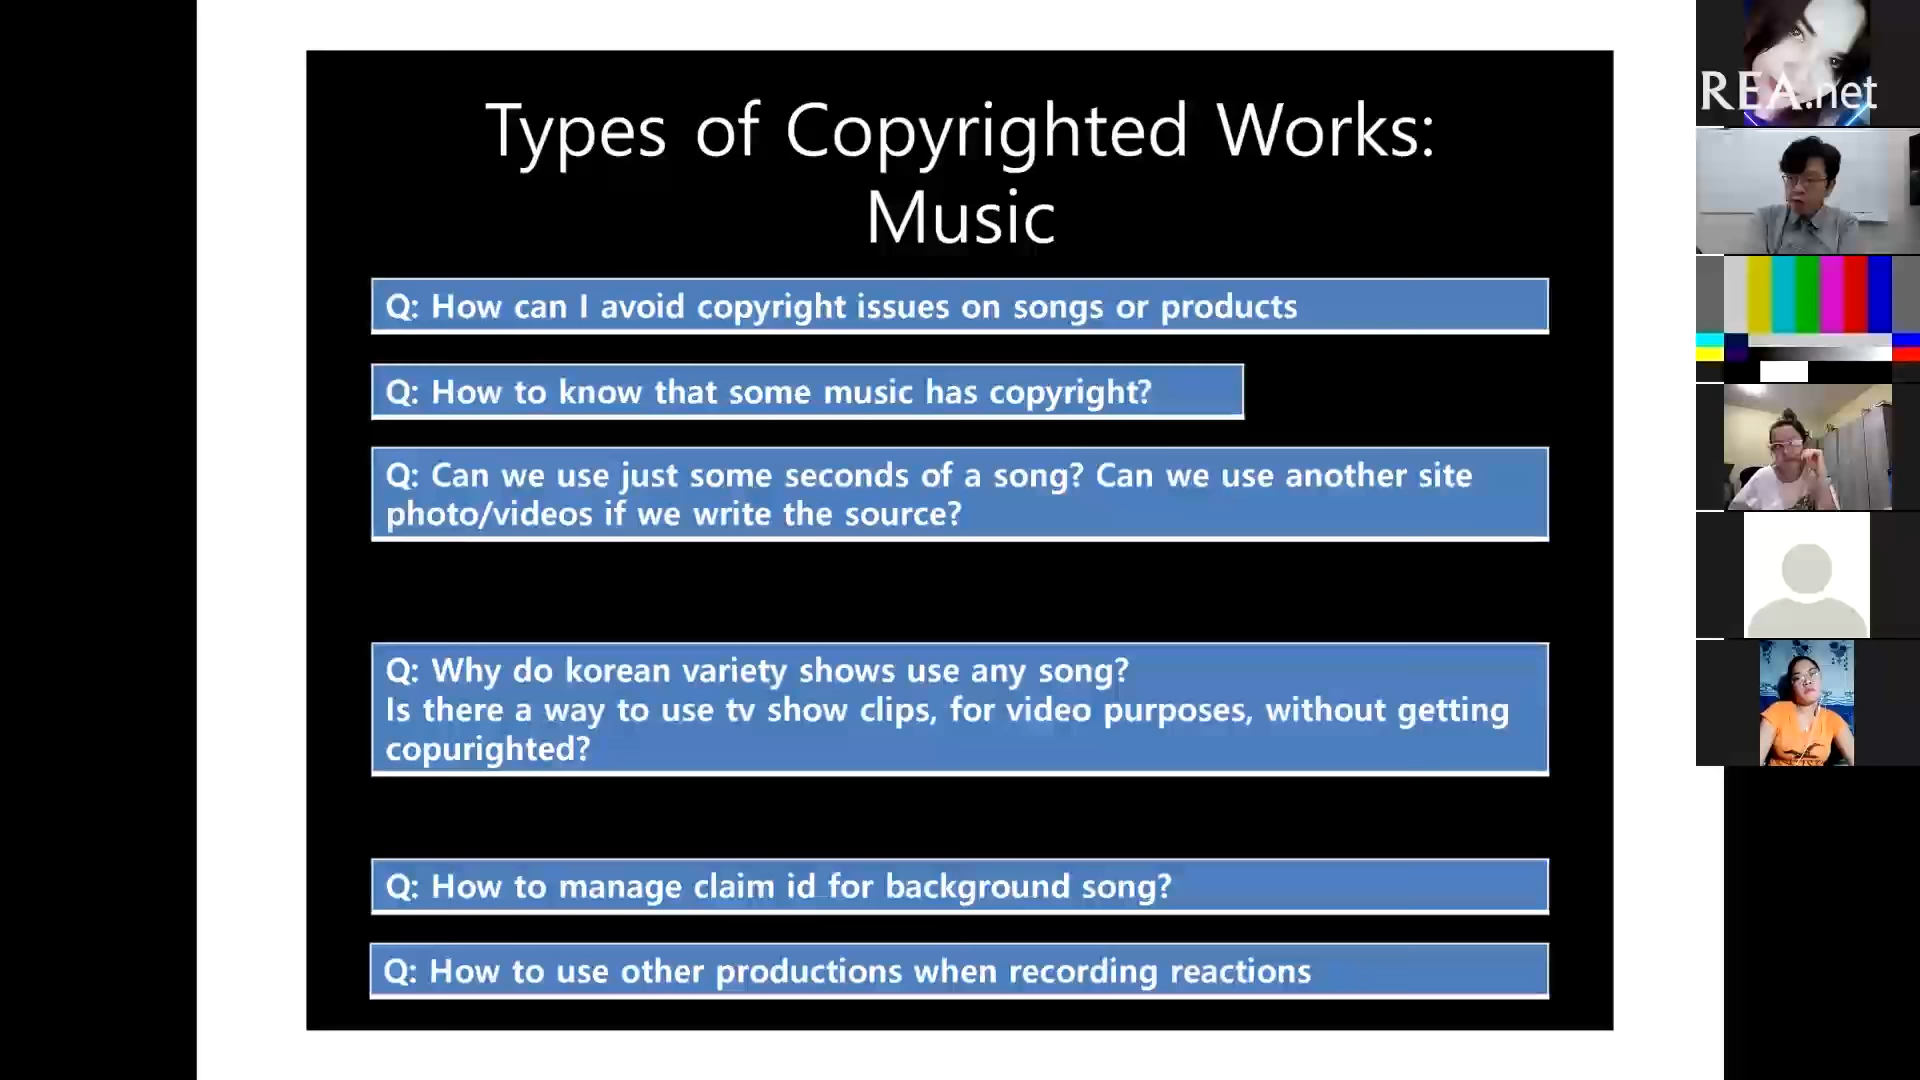 Types of Copyrighted Works:
Music
Q: How can I avoid copyright issues on songs or products
Q: How to know that some music has copyright?
Q: Can we use just some seconds of a song? Can we use another site
photo/videos if we write the source?
Q: Why do korean variety shows use any song?
Is there a way to use tv show clips, for video purposes, without getting
copurighted?
Q: How to manage claim id for background song?
Q: How to use other productions when recording reactions
REA.net